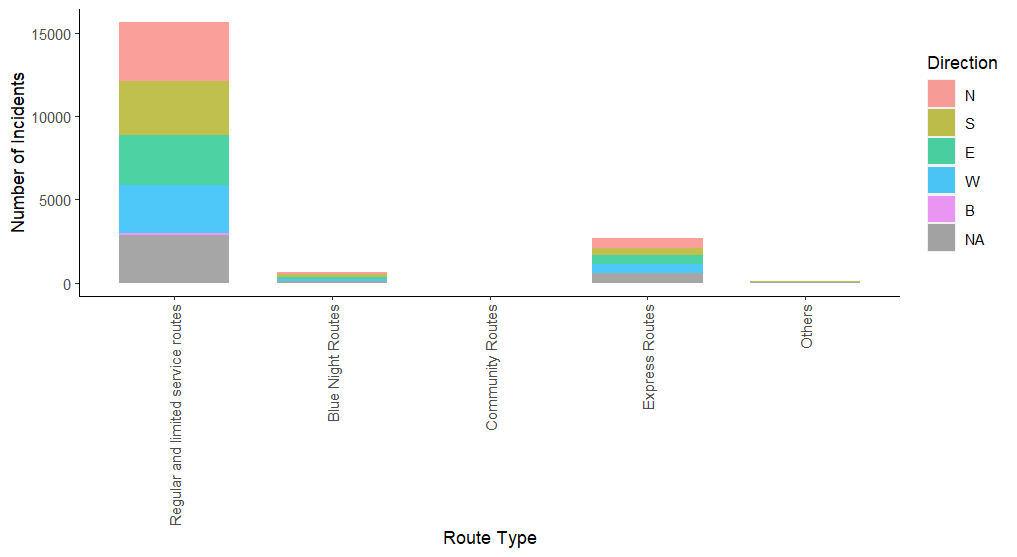 Number of Incidents
15000
10000
5000
0
Regular and limited service routes
Blue Night Routes
Community Routes
Express Routes
Others
Route Type
Direction
N
S
E
W
B
NA